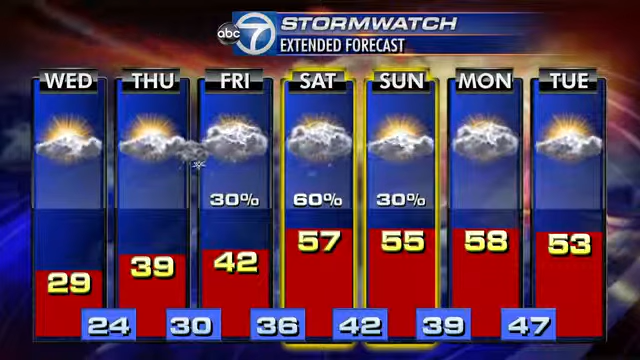 abc 7 STORMWATCH
EXTENDED FORECAST
WED THU FRI SAT SUN MON TUE
30% 60% 30%
29 39 42 57 55 58 53
24 30 36 42 39 47